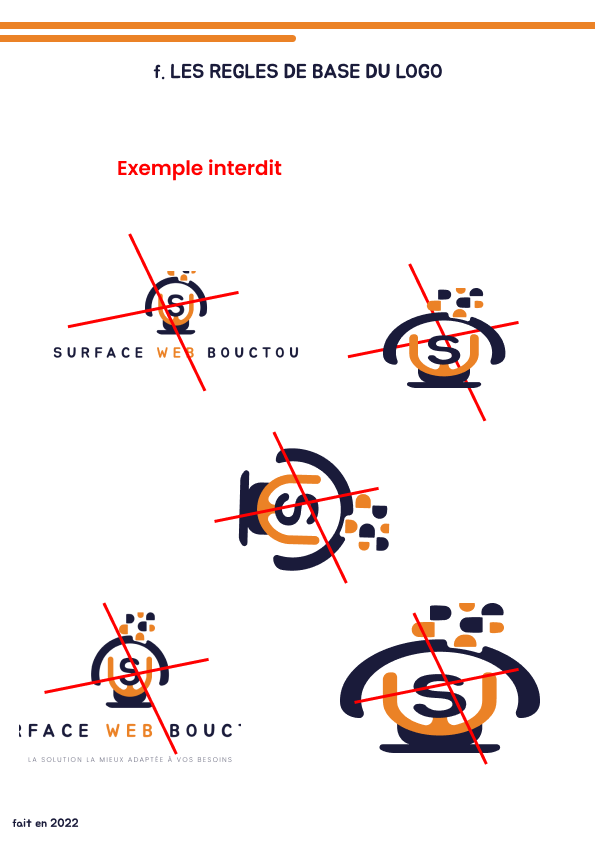 f. LES REGLES DE BASE DU LOGO
Exemple interdit
S
SURFACE WEB BOUCTOU
S
S
S
RFACE WEB BOUCT
LA SOLUTION LA MIEUX ADAPTÉE À VOS BESOINS
S
fait en 2022